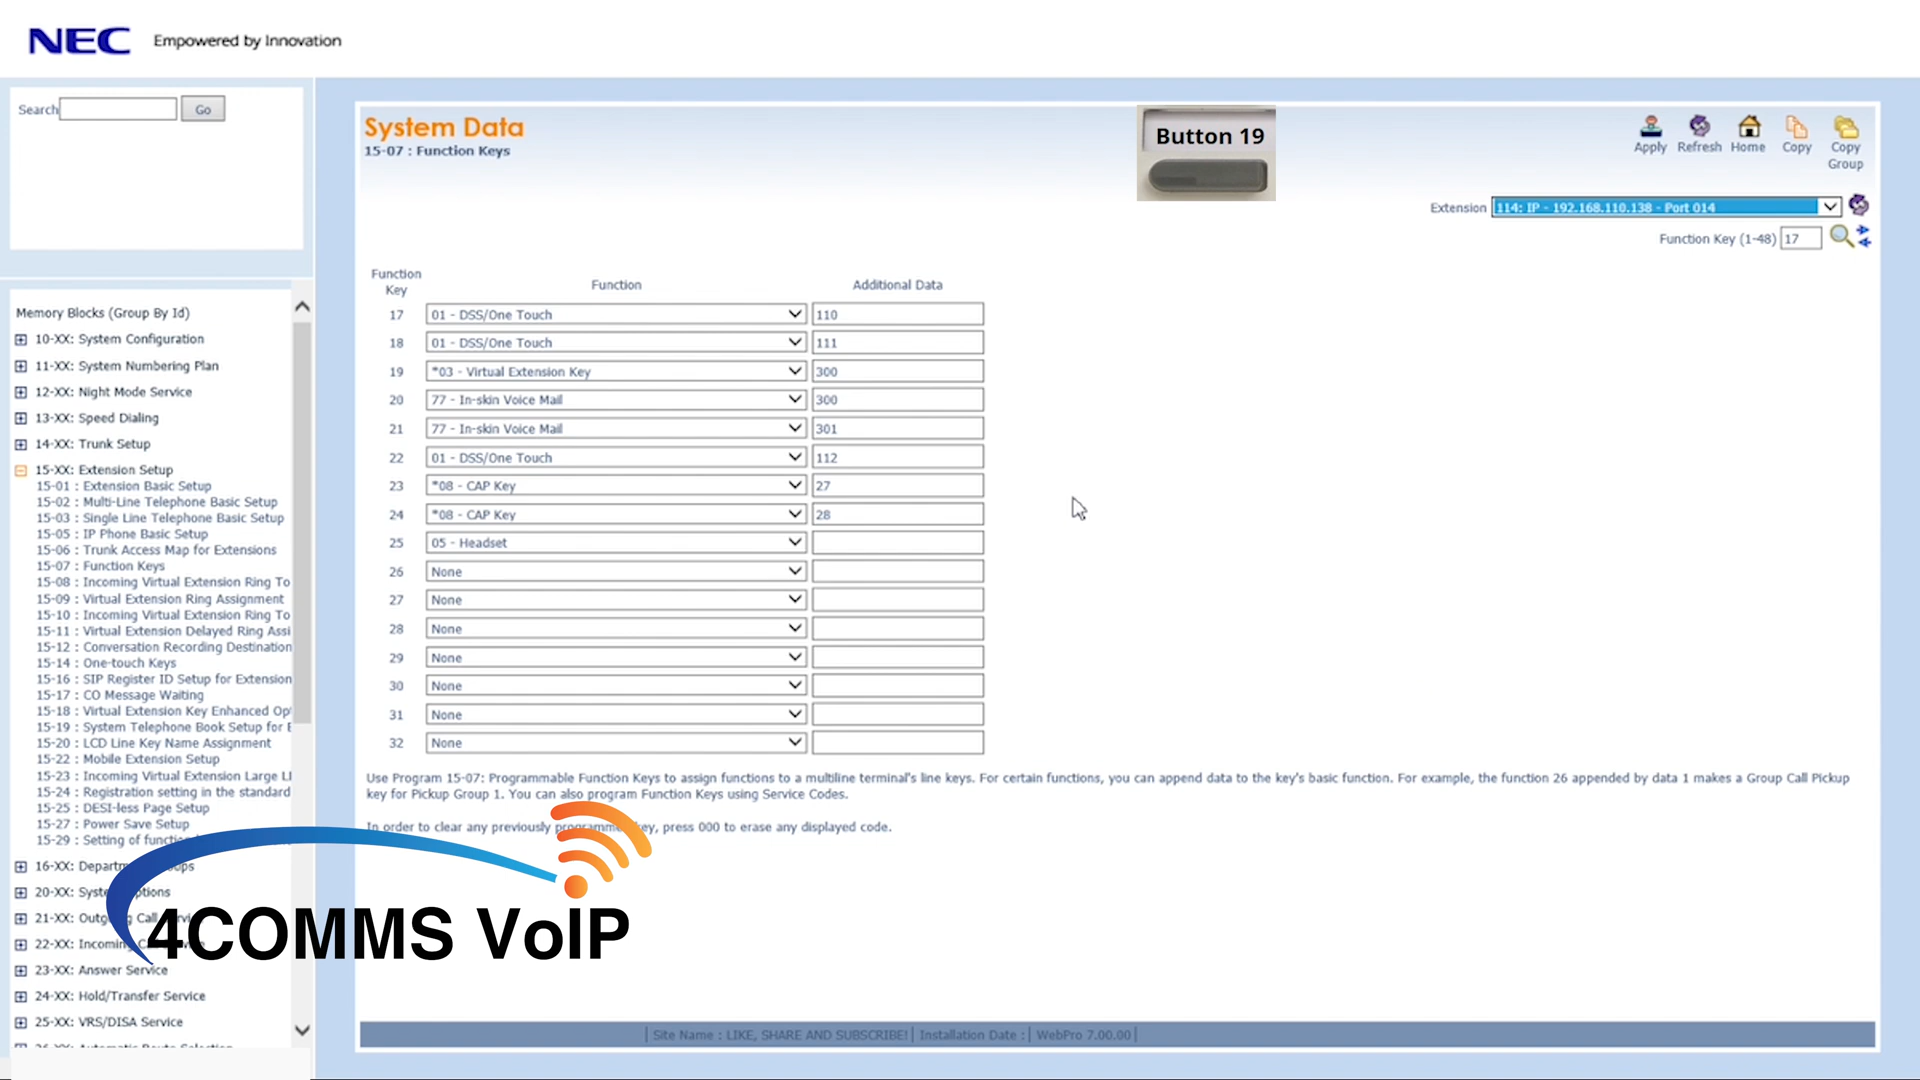 NEC Empowered by Innovation
Search Go
System Data
15-07 : Function Keys
Button 19
Apply Refresh Home Copy Copy Group
Extension 114: IP - 192.168.110.138 - Port 014
Function Key (1-48) 17
Memory Blocks (Group By Id)
10-XX: System Configuration
11-XX: System Numbering Plan
12-XX: Night Mode Service
13-XX: Speed Dialing
14-XX: Trunk Setup
15-XX: Extension Setup
15-01 : Extension Basic Setup
15-02 : Multi-Line Telephone Basic Setup
15-03 : Single Line Telephone Basic Setup
15-05 : IP Phone Basic Setup
15-06 : Trunk Access Map for Extensions
15-07 : Function Keys
15-08 : Incoming Virtual Extension Ring To
15-09 : Virtual Extension Ring Assignment
15-10 : Incoming Virtual Extension Ring To
15-11 : Virtual Extension Delayed Ring Assi
15-12 : Conversation Recording Destination
15-14 : One-touch Keys
15-16 : SIP Register ID Setup for Extension
15-17 : CO Message Waiting
15-18 : Virtual Extension Key Enhanced Op
15-19 : System Telephone Book Setup for E
15-20 : LCD Line Key Name Assignment
15-22 : Mobile Extension Setup
15-23 : Incoming Virtual Extension Large LI
15-24 : Registration setting in the standard
15-25 : DESI-less Page Setup
15-27 : Power Save Setup
15-29 : Setting of
16-XX:
20-XX:
21-XX:
22-XX:
23-XX: Answer Service
24-XX: Hold/Transfer Service
25-XX: VRS/DISA Service
Function Key Function Additional Data
17 01 - DSS/One Touch 110
18 01 - DSS/One Touch 111
19 *03 - Virtual Extension Key 300
20 77 - In-skin Voice Mail 300
21 77 - In-skin Voice Mail 301
22 01 - DSS/One Touch 112
23 *08 - CAP Key 27
24 *08 - CAP Key 28
25 05 - Headset
26 None
27 None
28 None
29 None
30 None
31 None
32 None
Use Program 15-07: Programmable Function Keys to assign functions to a multiline terminal's line keys. For certain functions, you can append data to the key's basic function. For example, the function 26 appended by data 1 makes a Group Call Pickup
key for Pickup Group 1. You can also program Function Keys using Service Codes.
In order to clear any previously programmed key, press 000 to erase any displayed code.
4COMMS VoIP
Site Name : LIKE, SHARE AND SUBSCRIBE! | Installation Date : | WebPro 7.00.00 |